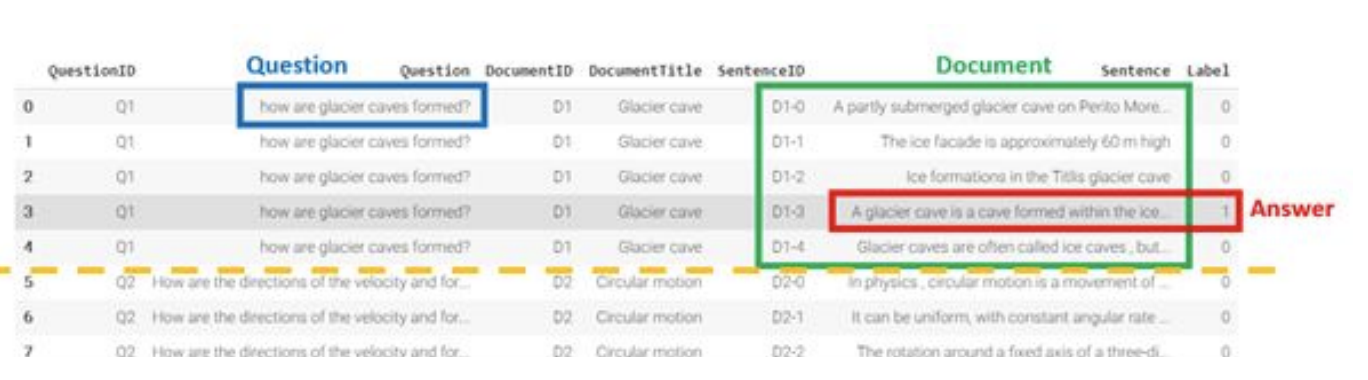 QuestionID Question Question DocumentID DocumentTitle SentenceID Document Sentence Label
0 Q1 how are glacier caves formed? D1 Glacier cave D1-0 A partly submerged glacier cave on Perito More... 0
1 Q1 how are glacier caves formed? D1 Glacier cave D1-1 The ice facade is approximately 60 m high 0
2 Q1 how are glacier caves formed? D1 Glacier cave D1-2 Ice formations in the Titlis glacier cave 0
3 Q1 how are glacier caves formed? D1 Glacier cave D1-3 A glacier cave is a cave formed within the ice... 1 Answer
4 Q1 how are glacier caves formed? D1 Glacier cave D1-4 Glacier caves are often called ice caves , but... 0
5 Q2 How are the directions of the velocity and for... D2 Circular motion D2-0 In physics , circular motion is a movement of ... 0
6 Q2 How are the directions of the velocity and for... D2 Circular motion D2-1 It can be uniform, with constant angular rate ... 0
7 Q2 How are the directions of the velocity and for... D2 Circular motion D2-2 The rotation around a fixed axis of a three-di... 0